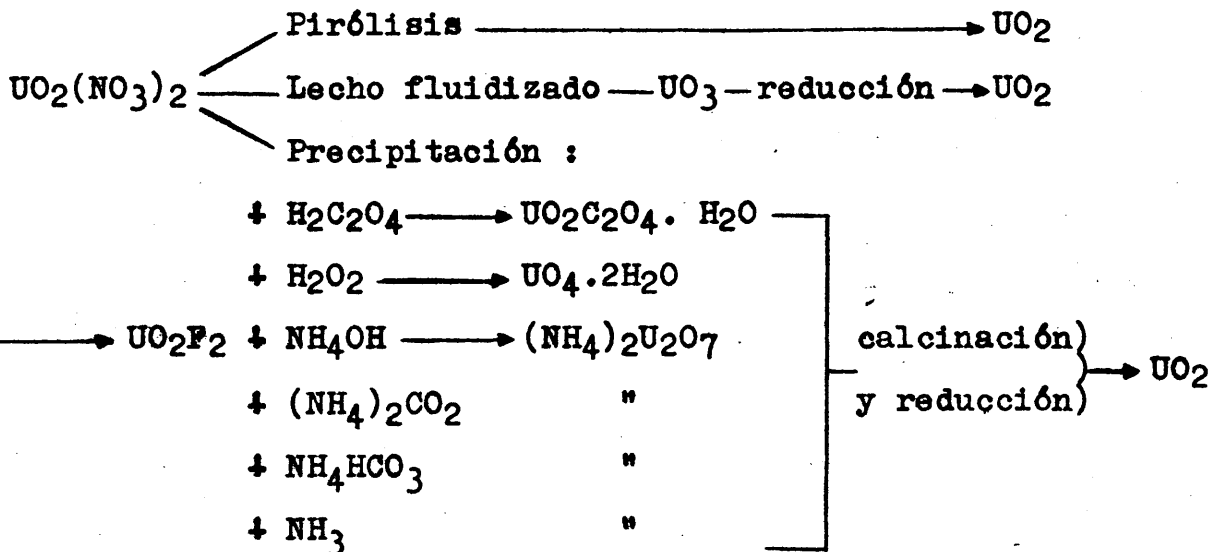 Pirólisis ⟶ UO2
UO2(NO3)2 Lecho fluidizado — UO3 — reducción → UO2
Precipitación :
+ H2C2O4 ⟶ UO2C2O4. H2O
+ H2O2 ⟶ UO4.2H2O
⟶ UO2F2 + NH4OH ⟶ (NH4)2U2O7 calcinación) → UO2
+ (NH4)2CO2 " y reducción)
+ NH4HCO3 "
+ NH3 "